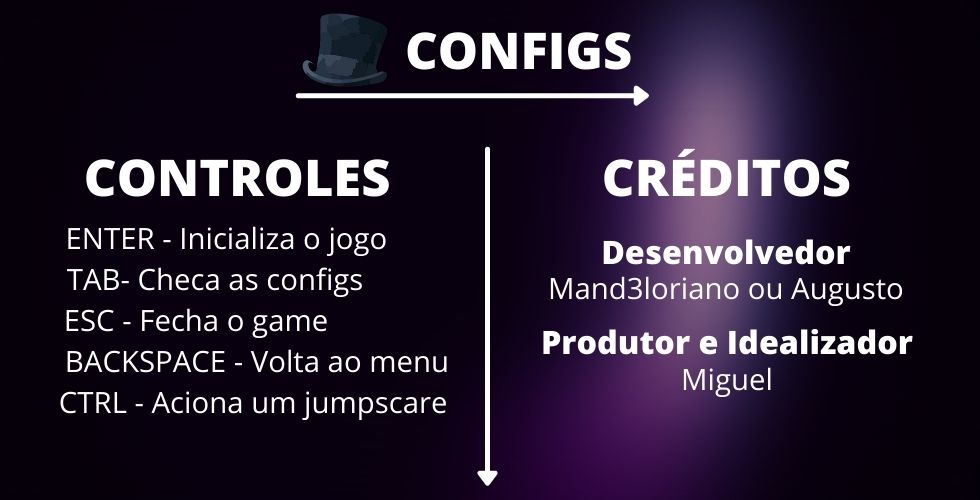 CONFIGS
CONTROLES
ENTER - Inicializa o jogo
TAB- Checa as configs
ESC - Fecha o game
BACKSPACE - Volta ao menu
CTRL - Aciona um jumpscare
CRÉDITOS
Desenvolvedor
Mand3loriano ou Augusto
Produtor e Idealizador
Miguel